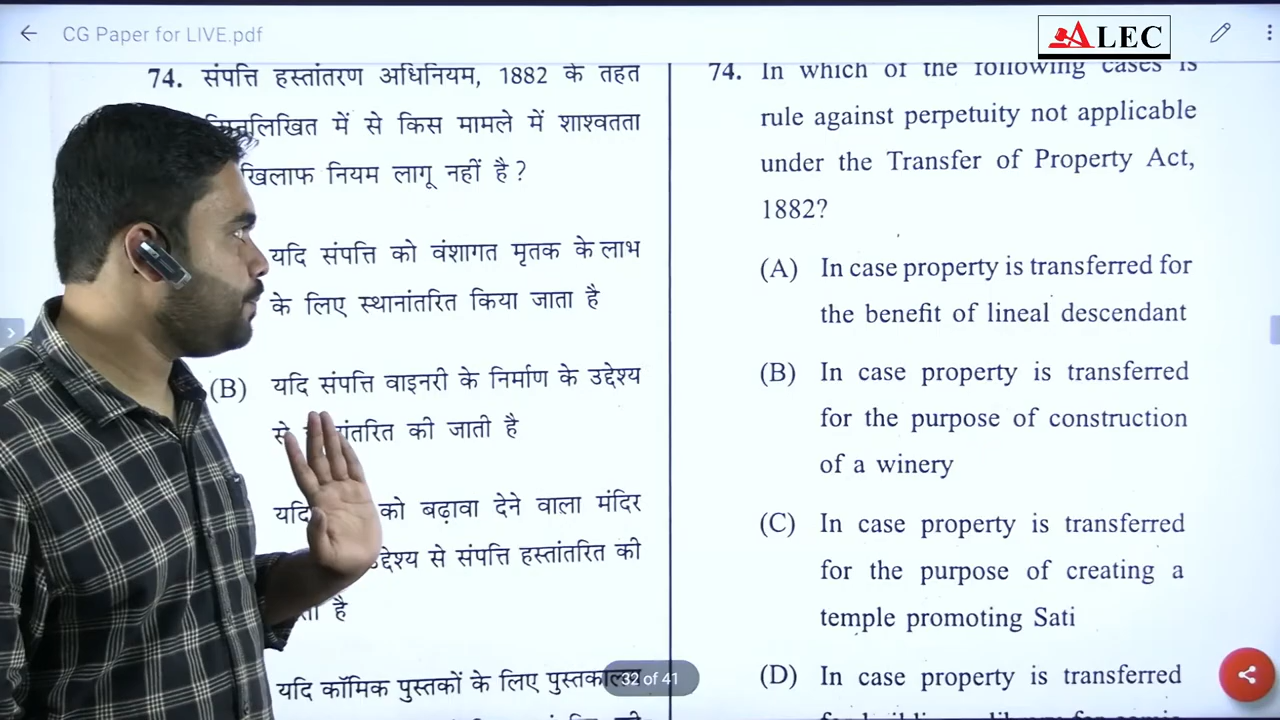 CG Paper for LIVE.pdf
ALEC
74. संपत्ति हस्तांतरण अधिनियम, 1882 के तहत
में से किस मामले में शाश्वतता
खिलाफ नियम लागू नहीं है ?
यदि संपत्ति को वंशागत मृतक के लाभ
के लिए स्थानांतरित किया जाता है
(B) यदि संपत्ति वाइनरी के निर्माण के उद्देश्य
से की जाती है
यदि को बढ़ावा देने वाला मंदिर
से संपत्ति हस्तांतरित की
है
यदि कॉमिक पुस्तकों के लिए
32 of 41
74. In which of the following cases is
rule against perpetuity not applicable
under the Transfer of Property Act,
1882?
(A) In case property is transferred for
the benefit of lineal descendant
(B) In case property is transferred
for the purpose of construction
of a winery
(C) In case property is transferred
for the purpose of creating a
temple promoting Sati
(D) In case property is transferred